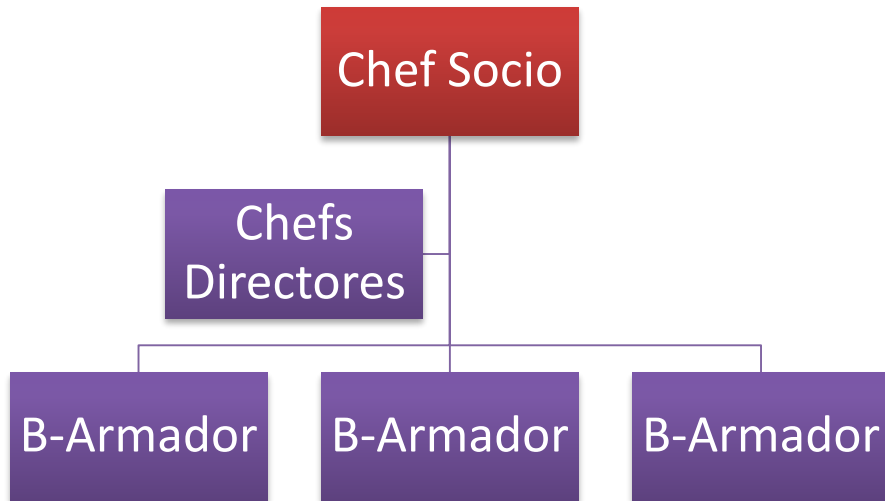 Chef Socio
Chefs
Directores
B-Armador
B-Armador
B-Armador